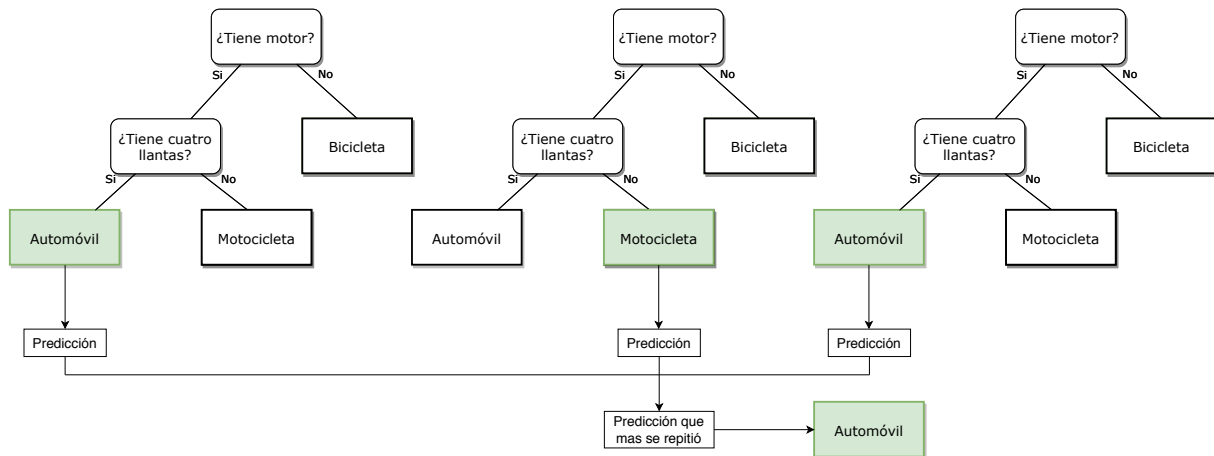 ¿Tiene motor?
Si
No
¿Tiene cuatro
llantas?
Bicicleta
Si
No
Automóvil
Motocicleta
Predicción
¿Tiene motor?
Si
No
¿Tiene cuatro
llantas?
Bicicleta
Si
No
Automóvil
Motocicleta
Predicción
¿Tiene motor?
Si
No
¿Tiene cuatro
llantas?
Bicicleta
Si
No
Automóvil
Motocicleta
Predicción
Predicción que
mas se repitió
Automóvil